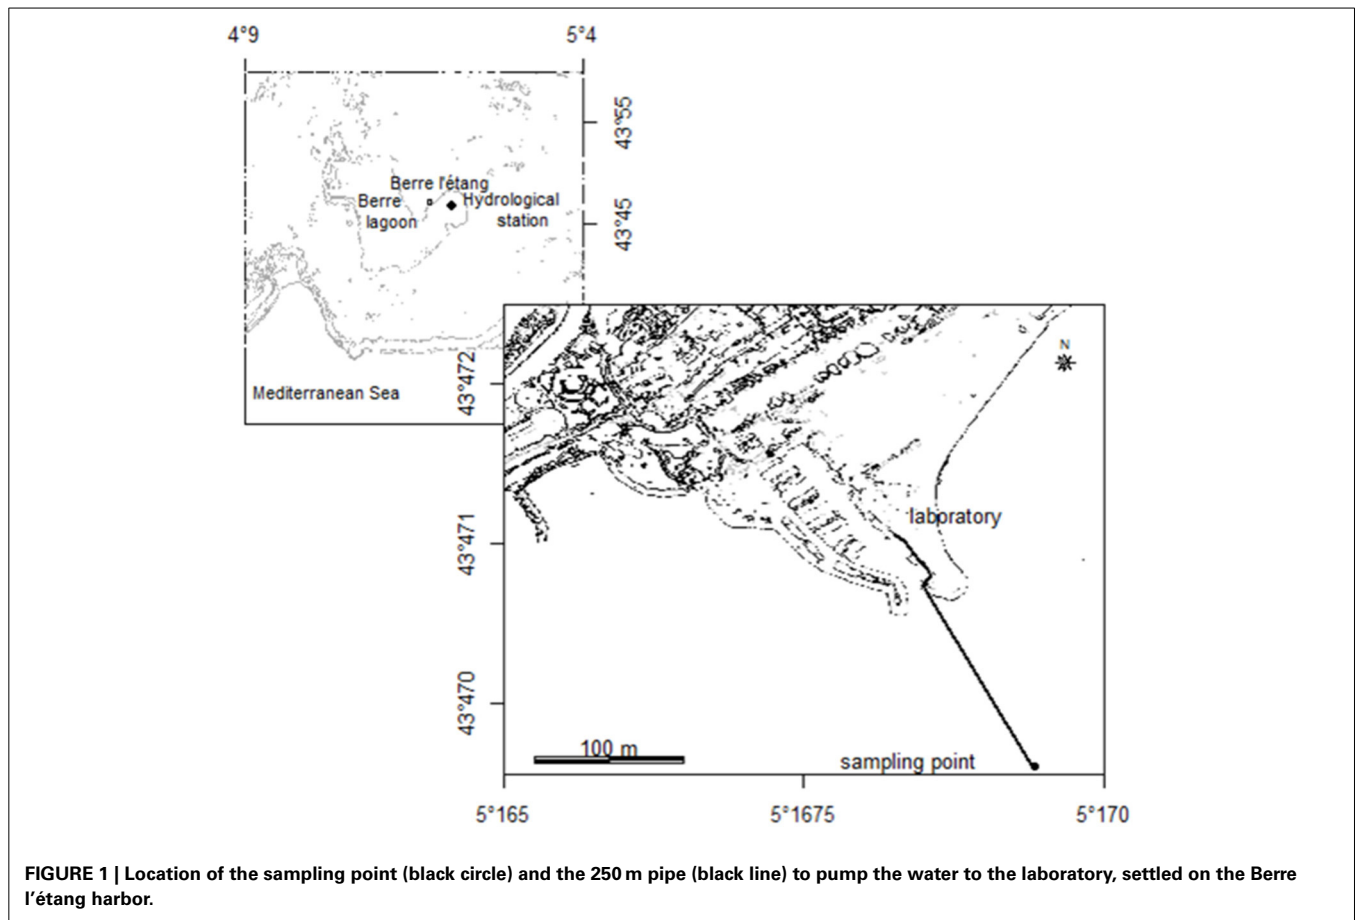 4°9
5°4
43°55
Berre l'étang
Berre
lagoon
Hydrological
station
43°45
Mediterranean Sea
43°472
N
laboratory
43°471
43°470
100 m
sampling point
5°165
5°1675
5°170
FIGURE 1 | Location of the sampling point (black circle) and the 250 m pipe (black line) to pump the water to the laboratory, settled on the Berre
l'étang harbor.